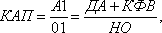 КАП = А1/01 = (ДА + КФВ)/НО,